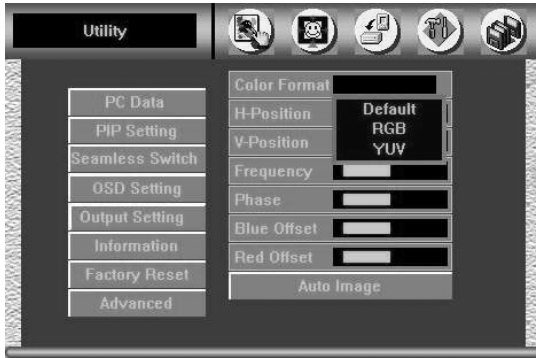 Utility
PC Data
PIP Setting
Seamless Switch
OSD Setting
Output Setting
Information
Factory Reset
Advanced
Color Format
H-Position
V-Position
Frequency
Phase
Blue Offset
Red Offset
Auto Image
Default
RGB
YUV